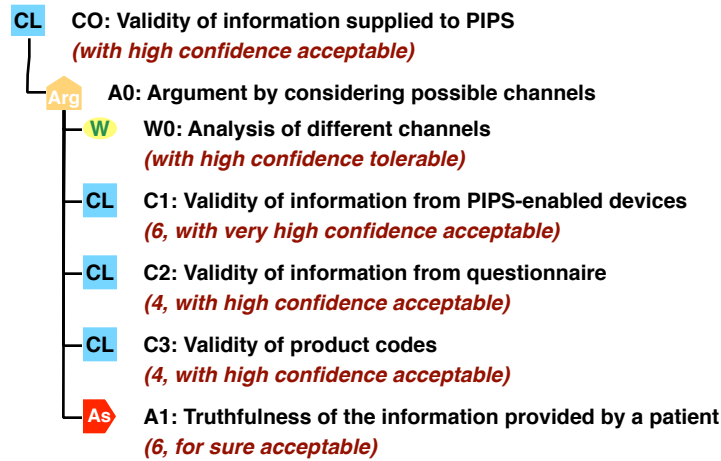 CL CO: Validity of information supplied to PIPS
(with high confidence acceptable)
Arg A0: Argument by considering possible channels
W W0: Analysis of different channels
(with high confidence tolerable)
CL C1: Validity of information from PIPS-enabled devices
(6, with very high confidence acceptable)
CL C2: Validity of information from questionnaire
(4, with high confidence acceptable)
CL C3: Validity of product codes
(4, with high confidence acceptable)
As A1: Truthfulness of the information provided by a patient
(6, for sure acceptable)